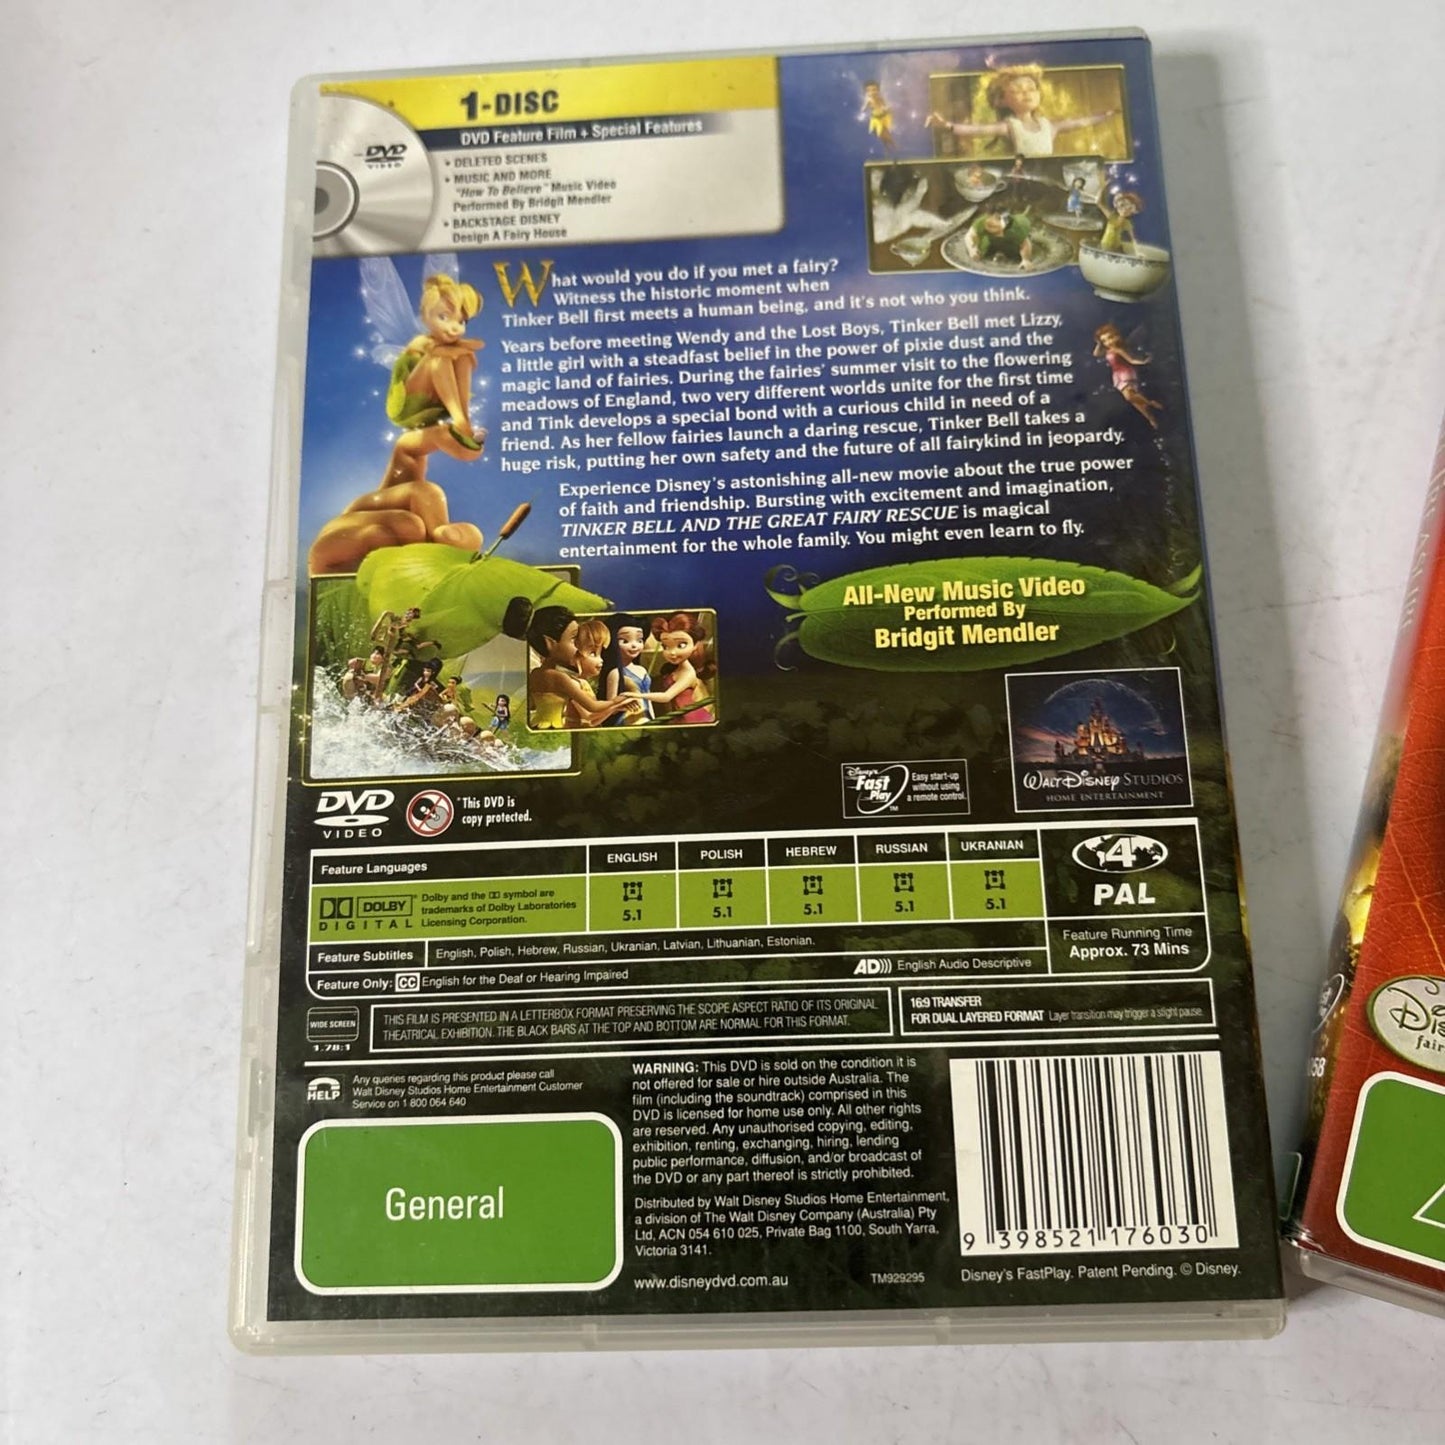 1-DISC
DVD Feature Film + Special Features
DVD
VIDEO
• DELETED SCENES
• MUSIC AND MORE
"How To Believe" Music Video
Performed By Bridgit Mendler
• BACKSTAGE DISNEY
Design A Fairy House
What would you do if you met a fairy?
Witness the historic moment when
Tinker Bell first meets a human being, and it's not who you think.
Years before meeting Wendy and the Lost Boys, Tinker Bell met Lizzy,
a little girl with a steadfast belief in the power of pixie dust and the
magic land of fairies. During the fairies' summer visit to the flowering
meadows of England, two very different worlds unite for the first time
and Tink develops a special bond with a curious child in need of a
friend. As her fellow fairies launch a daring rescue, Tinker Bell takes a
huge risk, putting her own safety and the future of all fairykind in jeopardy.
Experience Disney's astonishing all-new movie about the true power
of faith and friendship. Bursting with excitement and imagination,
TINKER BELL AND THE GREAT FAIRY RESCUE is magical
entertainment for the whole family. You might even learn to fly.
All-New Music Video
Performed By
Bridgit Mendler
WALT DISNEY STUDIOS
HOME ENTERTAINMENT
Disney's
Fast
Play
TM
Easy start-up
without using
a remote control.
DVD
VIDEO
*This DVD is
copy protected.
Feature Languages
ENGLISH
POLISH
HEBREW
RUSSIAN
UKRANIAN
DOLBY
DIGITAL
Dolby and the DD symbol are
trademarks of Dolby Laboratories
Licensing Corporation.
5.1
5.1
5.1
5.1
5.1
4
PAL
Feature Running Time
Approx. 73 Mins
Feature Subtitles
English, Polish, Hebrew, Russian, Ukranian, Latvian, Lithuanian, Estonian.
Feature Only: CC English for the Deaf or Hearing Impaired
AD))) English Audio Descriptive
WIDE SCREEN
1.78:1
THIS FILM IS PRESENTED IN A LETTERBOX FORMAT PRESERVING THE SCOPE ASPECT RATIO OF ITS ORIGINAL
THEATRICAL EXHIBITION. THE BLACK BARS AT THE TOP AND BOTTOM ARE NORMAL FOR THIS FORMAT.
16:9 TRANSFER
FOR DUAL LAYERED FORMAT Layer transition may trigger a slight pause.
HELP
Any queries regarding this product please call
Walt Disney Studios Home Entertainment Customer
Service on 1 800 064 640
General
WARNING: This DVD is sold on the condition it is
not offered for sale or hire outside Australia. The
film (including the soundtrack) comprised in this
DVD is licensed for home use only. All other rights
are reserved. Any unauthorised copying, editing,
exhibition, renting, exchanging, hiring, lending
public performance, diffusion, and/or broadcast of
the DVD or any part thereof is strictly prohibited.
Distributed by Walt Disney Studios Home Entertainment,
a division of The Walt Disney Company (Australia) Pty
Ltd, ACN 054 610 025, Private Bag 1100, South Yarra,
Victoria 3141.
www.disneydvd.com.au
TM929295
9 398521 176030
Disney's FastPlay. Patent Pending. © Disney.